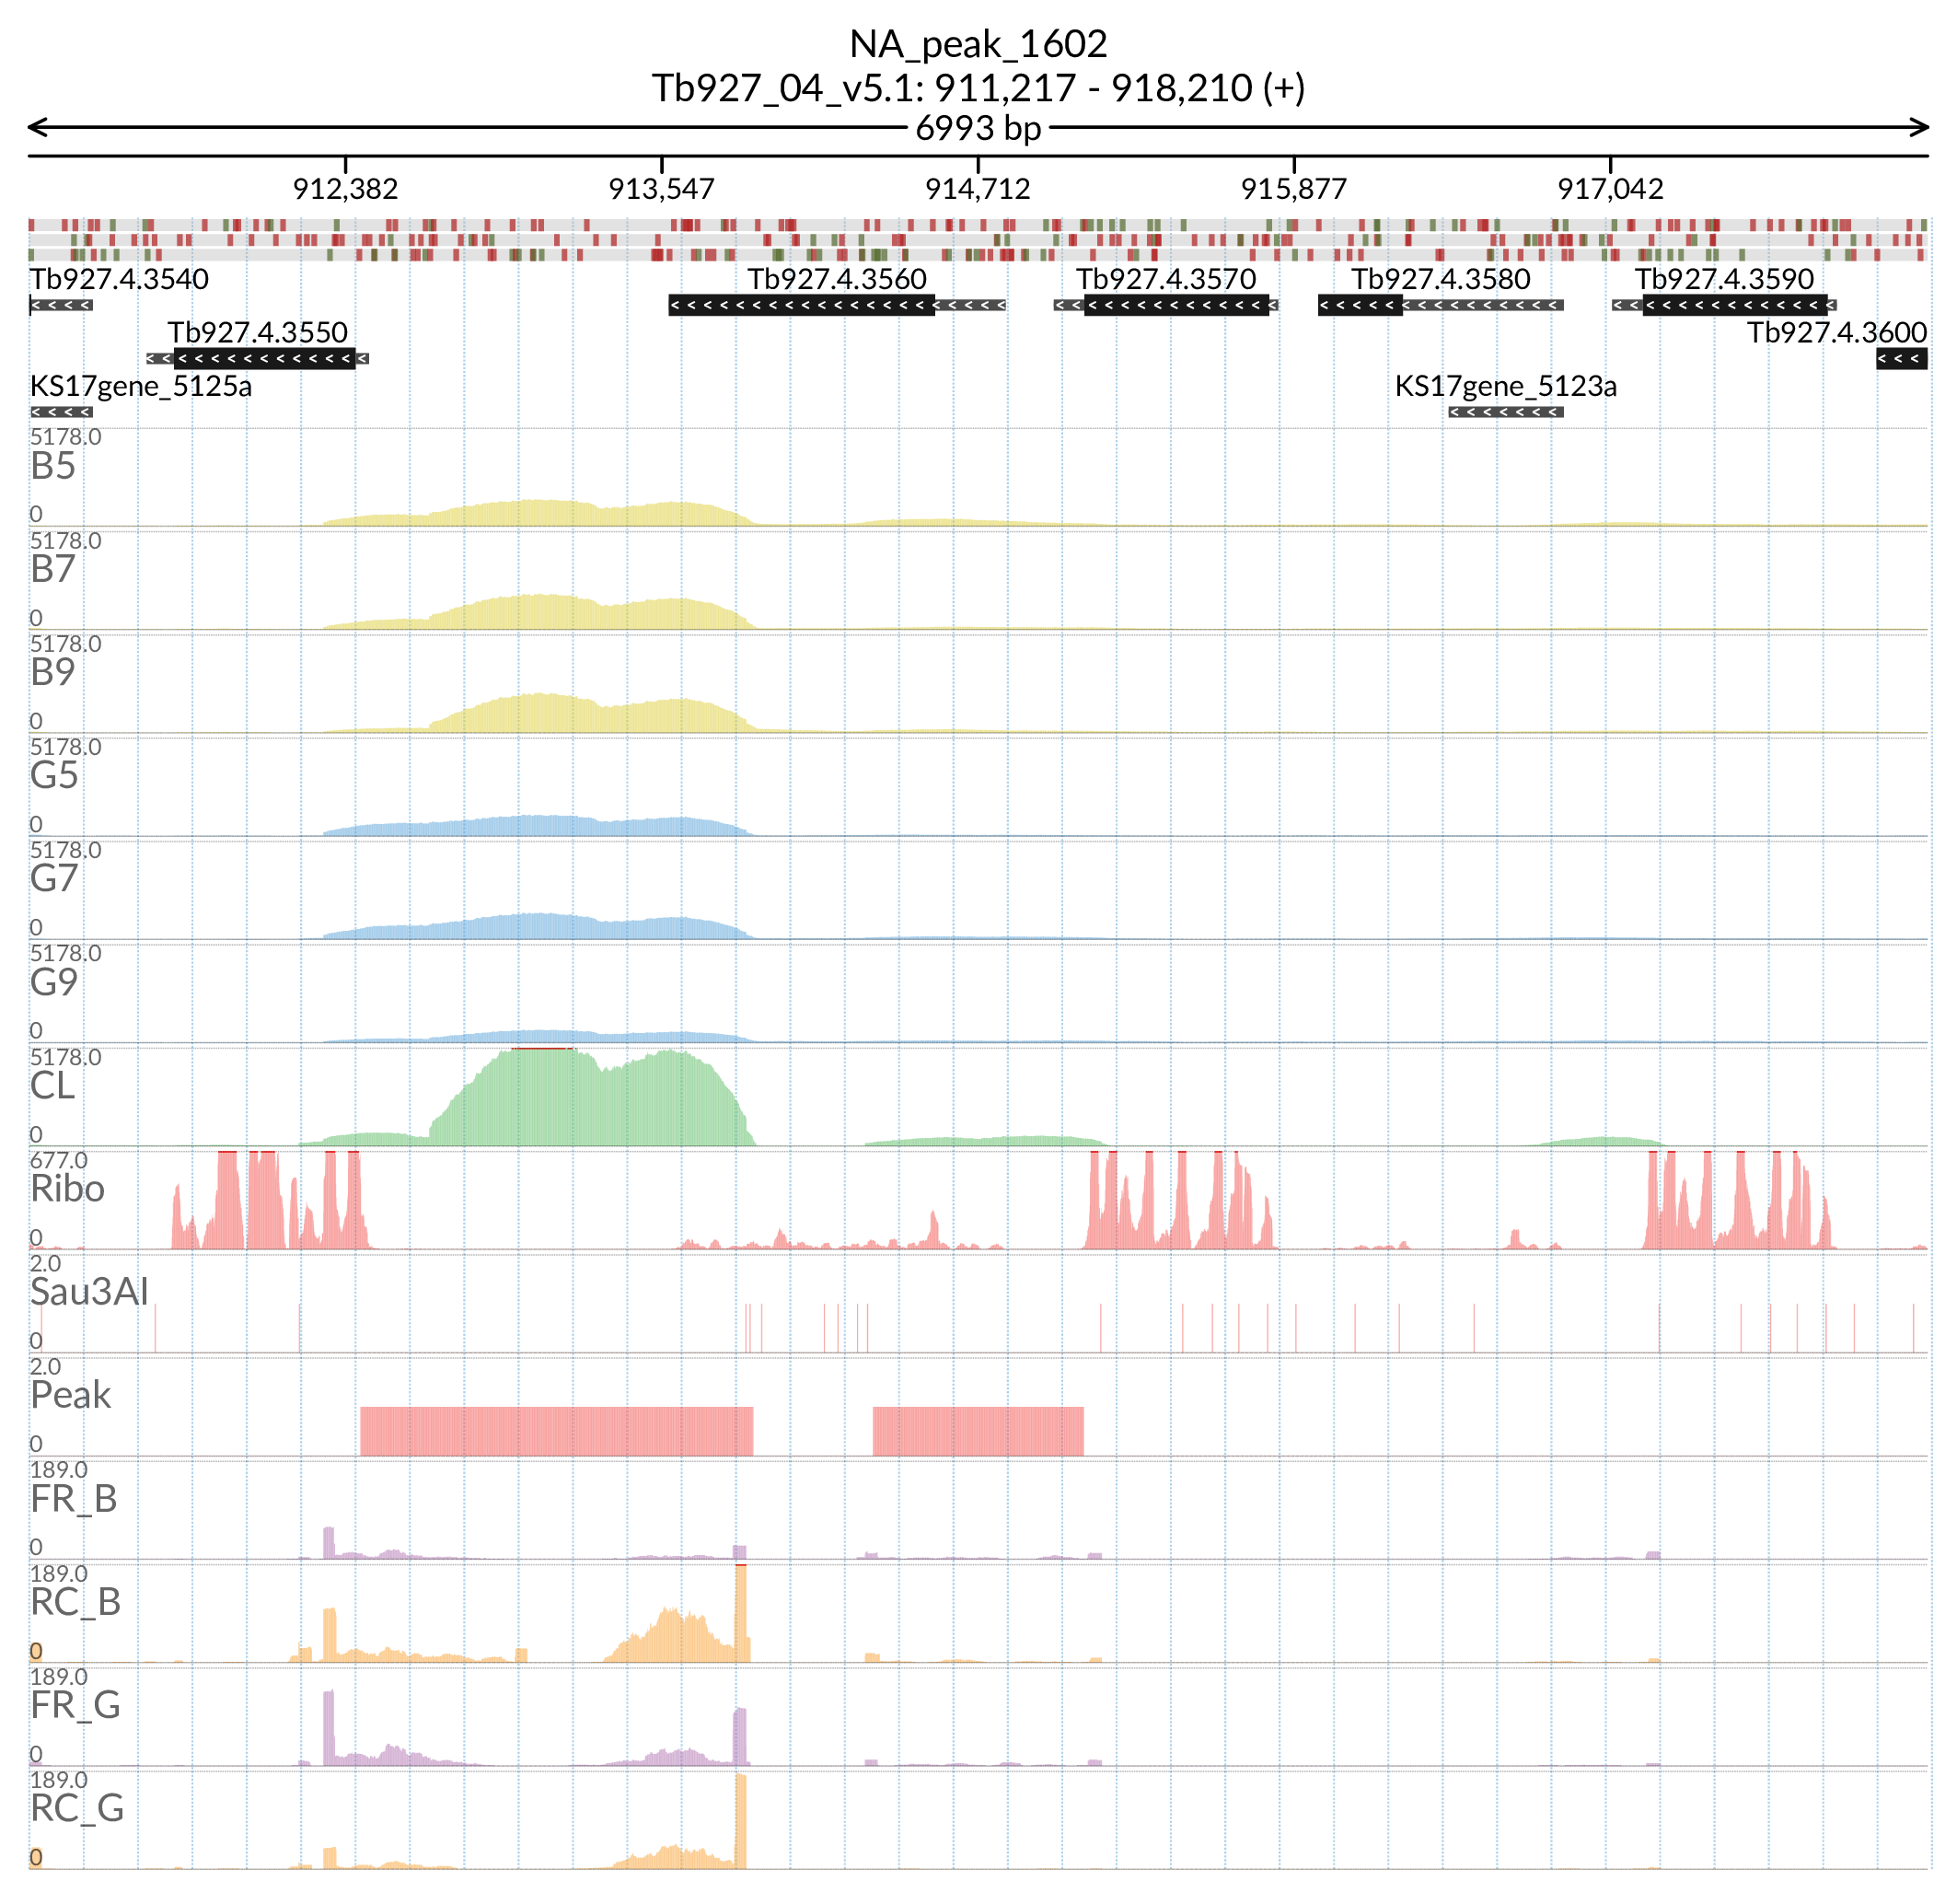 NA_peak_1602
Tb927_04_v5.1: 911,217 - 918,210 (+)
6993 bp
912,382 913,547 914,712 915,877 917,042
Tb927.4.3540 Tb927.4.3560 Tb927.4.3570 Tb927.4.3580 Tb927.4.3590
Tb927.4.3550 Tb927.4.3600
KS17gene_5125a KS17gene_5123a
5178.0
B5
0
5178.0
B7
0
5178.0
B9
0
5178.0
G5
0
5178.0
G7
0
5178.0
G9
0
5178.0
CL
0
677.0
Ribo
0
2.0
Sau3AI
0
2.0
Peak
0
189.0
FR_B
0
189.0
RC_B
0
189.0
FR_G
0
189.0
RC_G
0